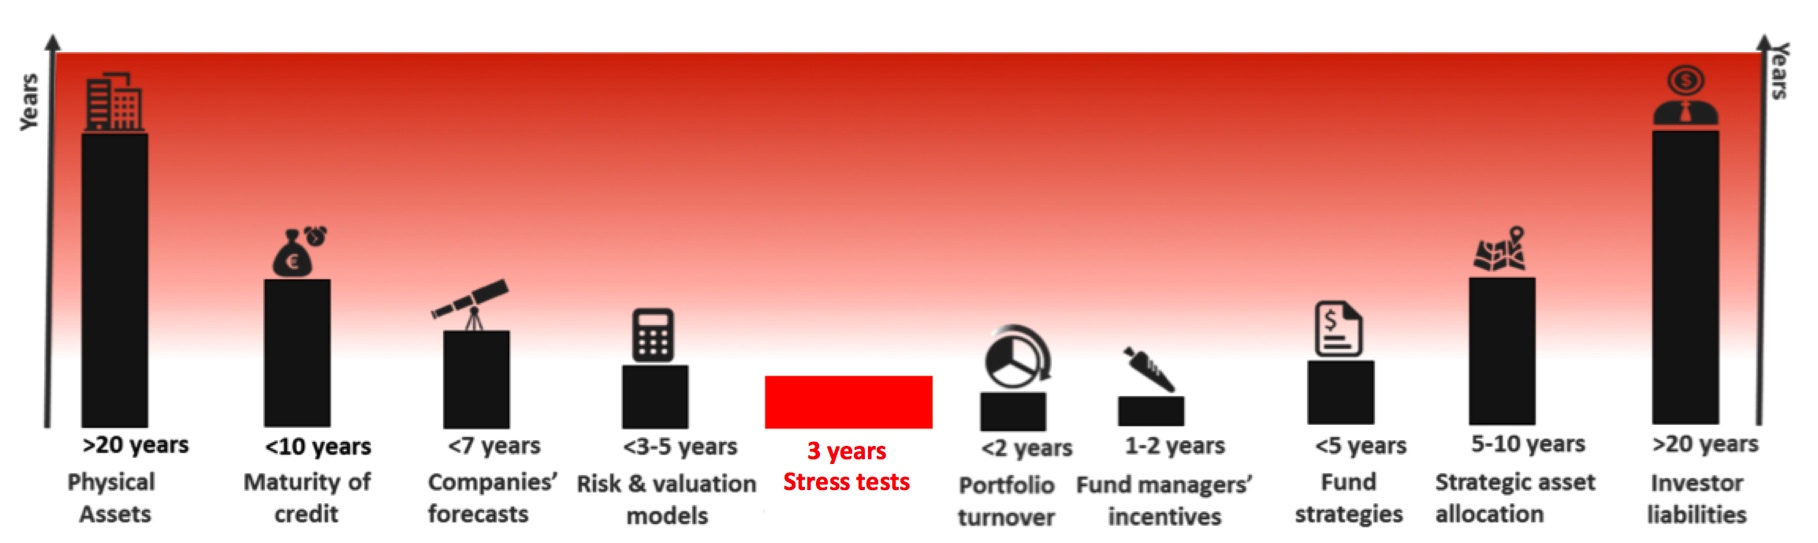 Years
Years
>20 years
Physical
Assets
<10 years
Maturity of
credit
<7 years
Companies’
forecasts
<3-5 years
Risk & valuation
models
3 years
Stress tests
<2 years
Portfolio
turnover
1-2 years
Fund managers’
incentives
<5 years
Fund
strategies
5-10 years
Strategic asset
allocation
>20 years
Investor
liabilities
€
$
$